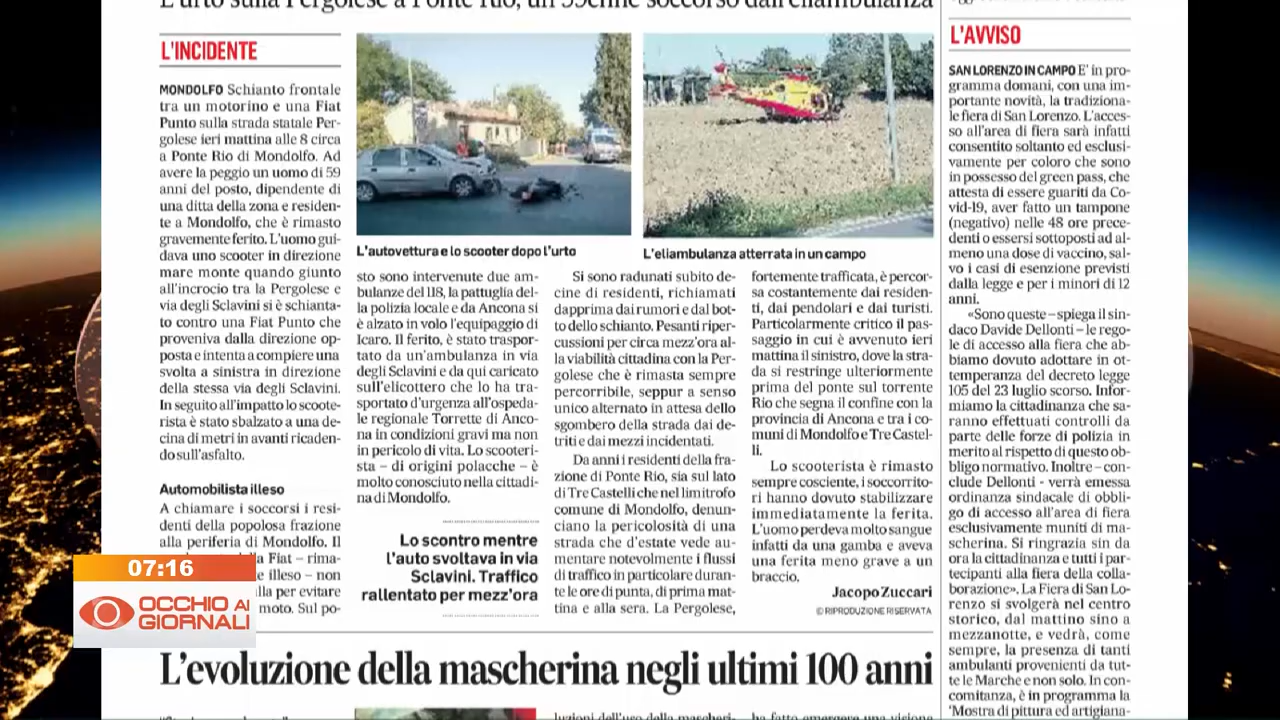 L'urto sulla Pergolese a Ponte Rio, un 59enne soccorso dall'eliambulanza
L'INCIDENTE
MONDOLFO Schianto frontale
tra un motorino e una Fiat
Punto sulla strada statale Per-
golese ieri mattina alle 8 circa
a Ponte Rio di Mondolfo. Ad
avere la peggio un uomo di 59
anni del posto, dipendente di
una ditta della zona e residen-
te a Mondolfo, che è rimasto
gravemente ferito. L'uomo gui-
dava uno scooter in direzione
mare monte quando giunto
all'incrocio tra la Pergolese e
via degli Sclavini si è schianta-
to contro una Fiat Punto che
proveniva dalla direzione op-
posta e intenta a compiere una
svolta a sinistra in direzione
della stessa via degli Sclavini.
In seguito all'impatto lo scoote-
rista è stato sbalzato a una de-
cina di metri in avanti ricaden-
do sull'asfalto.
Automobilista illeso
A chiamare i soccorsi i resi-
denti della popolosa frazione
alla periferia di Mondolfo. Il
a Fiat – rima-
e illeso – non
alla per evitare
moto. Sul po-
L'autovettura e lo scooter dopo l'urto
sto sono intervenute due am-
bulanze del 118, la pattuglia del-
la polizia locale e da Ancona si
è alzato in volo l'equipaggio di
Icaro. Il ferito, è stato traspor-
tato da un'ambulanza in via
degli Sclavini e da qui caricato
sull'elicottero che lo ha tra-
sportato d'urgenza all'ospeda-
le regionale Torrette di Anco-
na in condizioni gravi ma non
in pericolo di vita. Lo scooteri-
sta – di origini polacche – è
molto conosciuto nella cittadi-
na di Mondolfo.
Lo scontro mentre
l'auto svoltava in via
Sclavini. Traffico
rallentato per mezz'ora
L'eliambulanza atterrata in un campo
Si sono radunati subito de-
cine di residenti, richiamati
dapprima dai rumori e dal bot-
to dello schianto. Pesanti riper-
cussioni per circa mezz'ora al-
la viabilità cittadina con la Per-
golese che è rimasta sempre
percorribile, seppur a senso
unico alternato in attesa dello
sgombero della strada dai de-
triti e dai mezzi incidentati.
Da anni i residenti della fra-
zione di Ponte Rio, sia sul lato
di Tre Castelli che nel limitrofo
comune di Mondolfo, denun-
ciano la pericolosità di una
strada che d'estate vede au-
mentare notevolmente i flussi
di traffico in particolare duran-
te le ore di punta, di prima mat-
tina e alla sera. La Pergolese,
fortemente trafficata, è percor-
sa costantemente dai residen-
ti, dai pendolari e dai turisti.
Particolarmente critico il pas-
saggio in cui è avvenuto ieri
mattina il sinistro, dove la stra-
da si restringe ulteriormente
prima del ponte sul torrente
Rio che segna il confine con la
provincia di Ancona e tra i co-
muni di Mondolfo e Tre Castel-
li.
Lo scooterista è rimasto
sempre cosciente, i soccorrito-
ri hanno dovuto stabilizzare
immediatamente la ferita.
L'uomo perdeva molto sangue
infatti da una gamba e aveva
una ferita meno grave a un
braccio.
Jacopo Zuccari
© RIPRODUZIONE RISERVATA
L'AVVISO
SAN LORENZO IN CAMPO E' in pro-
gramma domani, con una im-
portante novità, la tradiziona-
le fiera di San Lorenzo. L'acces-
so all'area di fiera sarà infatti
consentito soltanto ed esclusi-
vamente per coloro che sono
in possesso del green pass, che
attesta di essere guariti da Co-
vid-19, aver fatto un tampone
(negativo) nelle 48 ore prece-
denti o essersi sottoposti ad al-
meno una dose di vaccino, sal-
vo i casi di esenzione previsti
dalla legge e per i minori di 12
anni.
«Sono queste – spiega il sin-
daco Davide Dellonti – le rego-
le di accesso alla fiera che ab-
biamo dovuto adottare in ot-
temperanza del decreto legge
105 del 23 luglio scorso. Infor-
miamo la cittadinanza che sa-
ranno effettuati controlli da
parte delle forze di polizia in
merito al rispetto di questo ob-
bligo normativo. Inoltre – con-
clude Dellonti - verrà emessa
ordinanza sindacale di obbli-
go di accesso all'area di fiera
esclusivamente muniti di ma-
scherina. Si ringrazia sin da
ora la cittadinanza e tutti i par-
tecipanti alla fiera della colla-
borazione». La Fiera di San Lo-
renzo si svolgerà nel centro
storico, dal mattino sino a
mezzanotte, e vedrà, come
sempre, la presenza di tanti
ambulanti provenienti da tut-
te le Marche e non solo. In con-
comitanza, è in programma la
'Mostra di pittura ed artigiana-
L'evoluzione della mascherina negli ultimi 100 anni
07:16
OCCHIO AI
GIORNALI